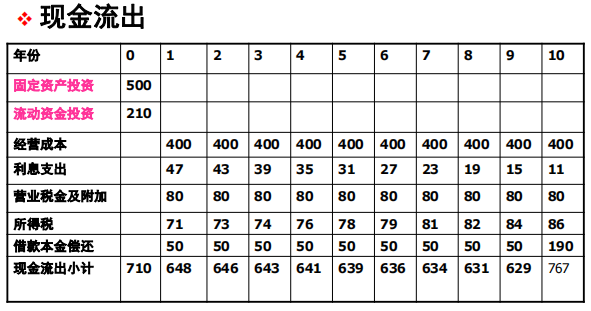 ❖ 现金流出
年份 0 1 2 3 4 5 6 7 8 9 10
固定资产投资 500
流动资金投资 210
经营成本 400 400 400 400 400 400 400 400 400 400
利息支出 47 43 39 35 31 27 23 19 15 11
营业税金及附加 80 80 80 80 80 80 80 80 80 80
所得税 71 73 74 76 78 79 81 82 84 86
借款本金偿还 50 50 50 50 50 50 50 50 50 190
现金流出小计 710 648 646 643 641 639 636 634 631 629 767